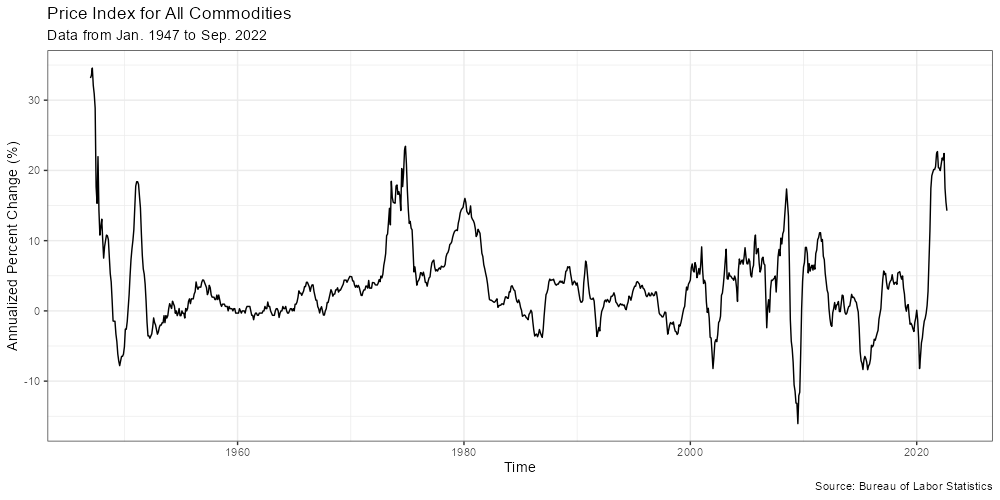 Price Index for All Commodities
Data from Jan. 1947 to Sep. 2022
Annualized Percent Change (%)
30
20
10
0
-10
1960
1980
2000
2020
Time
Source: Bureau of Labor Statistics